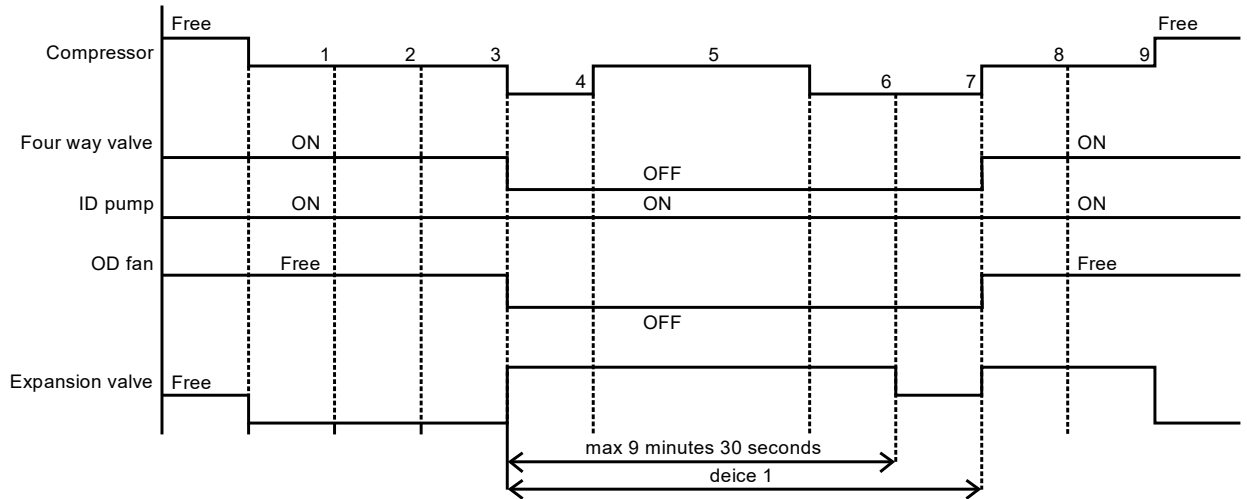 Free
Free
Compressor
1
2
3
4
5
6
7
8
9
Four way valve
ON
OFF
ON
ID pump
ON
ON
ON
OD fan
Free
OFF
Free
Expansion valve
Free
max 9 minutes 30 seconds
deice 1